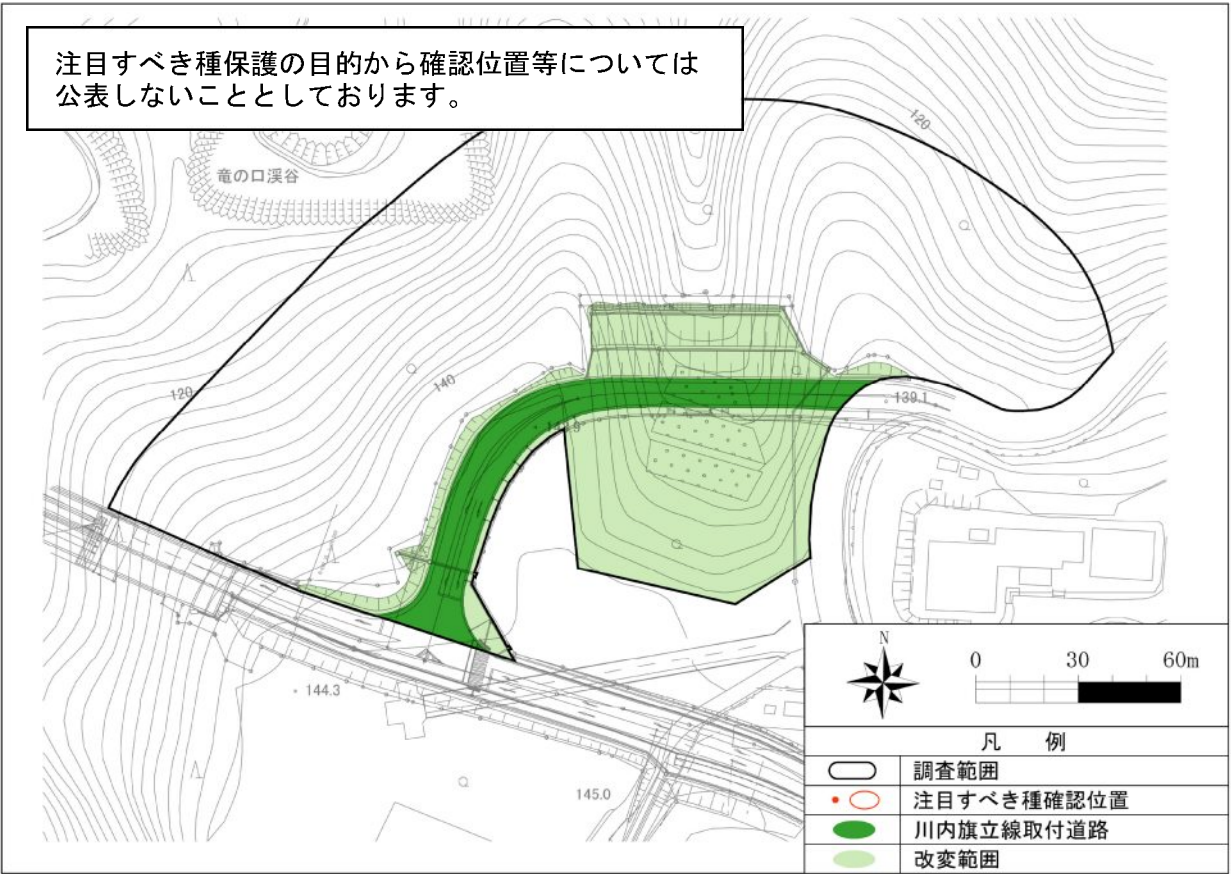 注目すべき種保護の目的から確認位置等については
公表しないこととしております。
120
竜の口渓谷
120
140
139.1
144.3
145.0
N
0 30 60m
凡 例
調査範囲
注目すべき種確認位置
川内旗立線取付道路
改変範囲